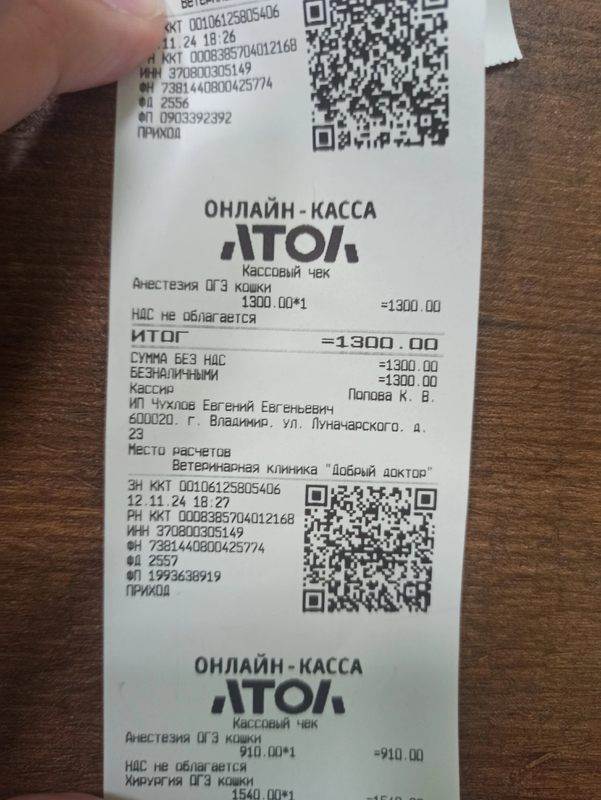 ККТ 00106125805406
.11.24 18:26
РН ККТ 0008385704012168
ИНН 370800305149
ФН 7381440800425774
ФД 2556
ФП 0903392392
ПРИХОД
ОНЛАЙН-КАССА
АТОЛ
Кассовый чек
Анестезия ОГЭ кошки
1300.00*1 =1300.00
НДС не облагается
ИТОГ =1300.00
СУММА БЕЗ НДС =1300.00
БЕЗНАЛИЧНЫМИ =1300.00
Кассир Попова К. В.
ИП Чухлов Евгений Евгеньевич
600020. г. Владимир. ул. Луначарского. д.
23
Место расчетов
Ветеринарная клиника "Добрый доктор"
ЗН ККТ 00106125805406
12.11.24 18:27
РН ККТ 0008385704012168
ИНН 370800305149
ФН 7381440800425774
ФД 2557
ФП 1993638919
ПРИХОД
ОНЛАЙН-КАССА
АТОЛ
Кассовый чек
Анестезия ОГЭ кошки
910.00*1 =910.00
НДС не облагается
Хирургия ОГЭ кошки
1540.00*1